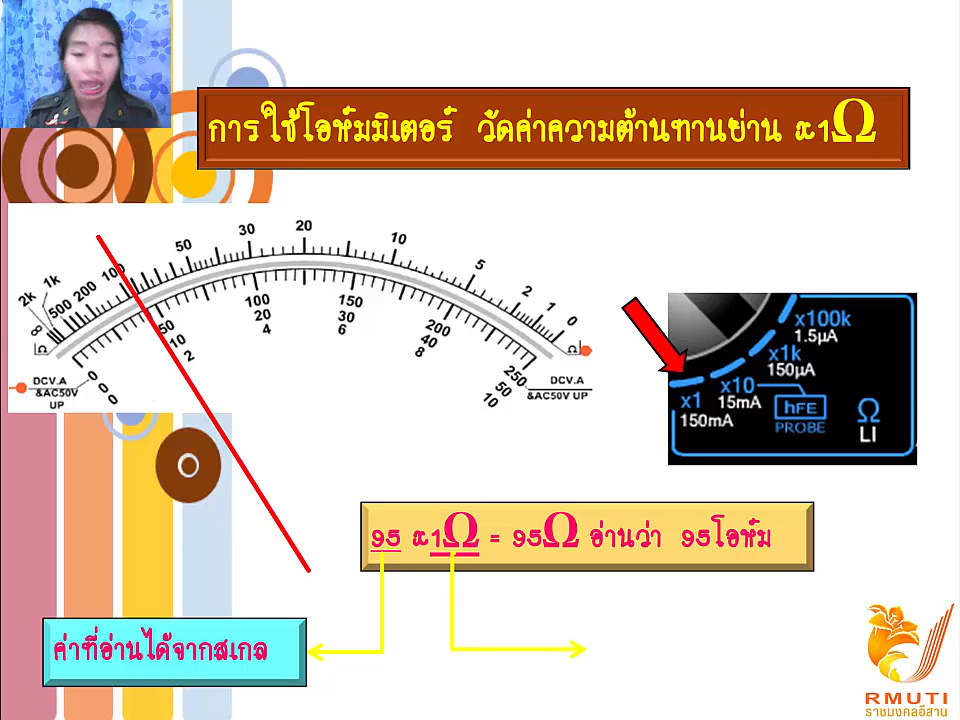 การใช้โอห์มมิเตอร์ วัดค่าความต้านทานย่าน x1Ω
2k 1k 500 200 100 50 30 20 10 5 2 1 0
∞
Ω Ω
0 50 100 150 200 250
0 10 20 30 40 50
0 2 4 6 8 10
DCV.A
&AC50V
UP
DCV.A
&AC50V UP
x100k
1.5µA
x1k
150µA
x10
15mA
x1
150mA
hFE
PROBE
Ω
LI
95 x1Ω = 95Ω อ่านว่า 95โอห์ม
ค่าที่อ่านได้จากสเกล
RMUTI
ราชมงคลอีสาน